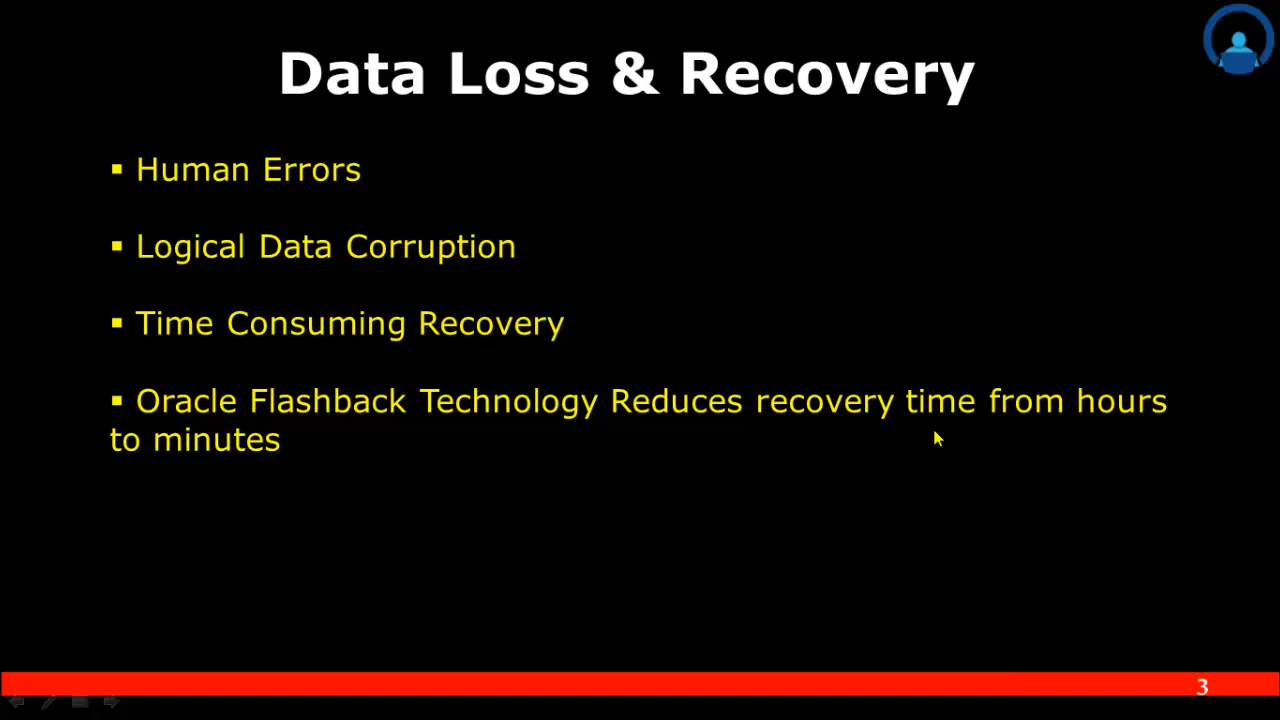 Data Loss & Recovery
▪ Human Errors
▪ Logical Data Corruption
▪ Time Consuming Recovery
▪ Oracle Flashback Technology Reduces recovery time from hours
to minutes
3